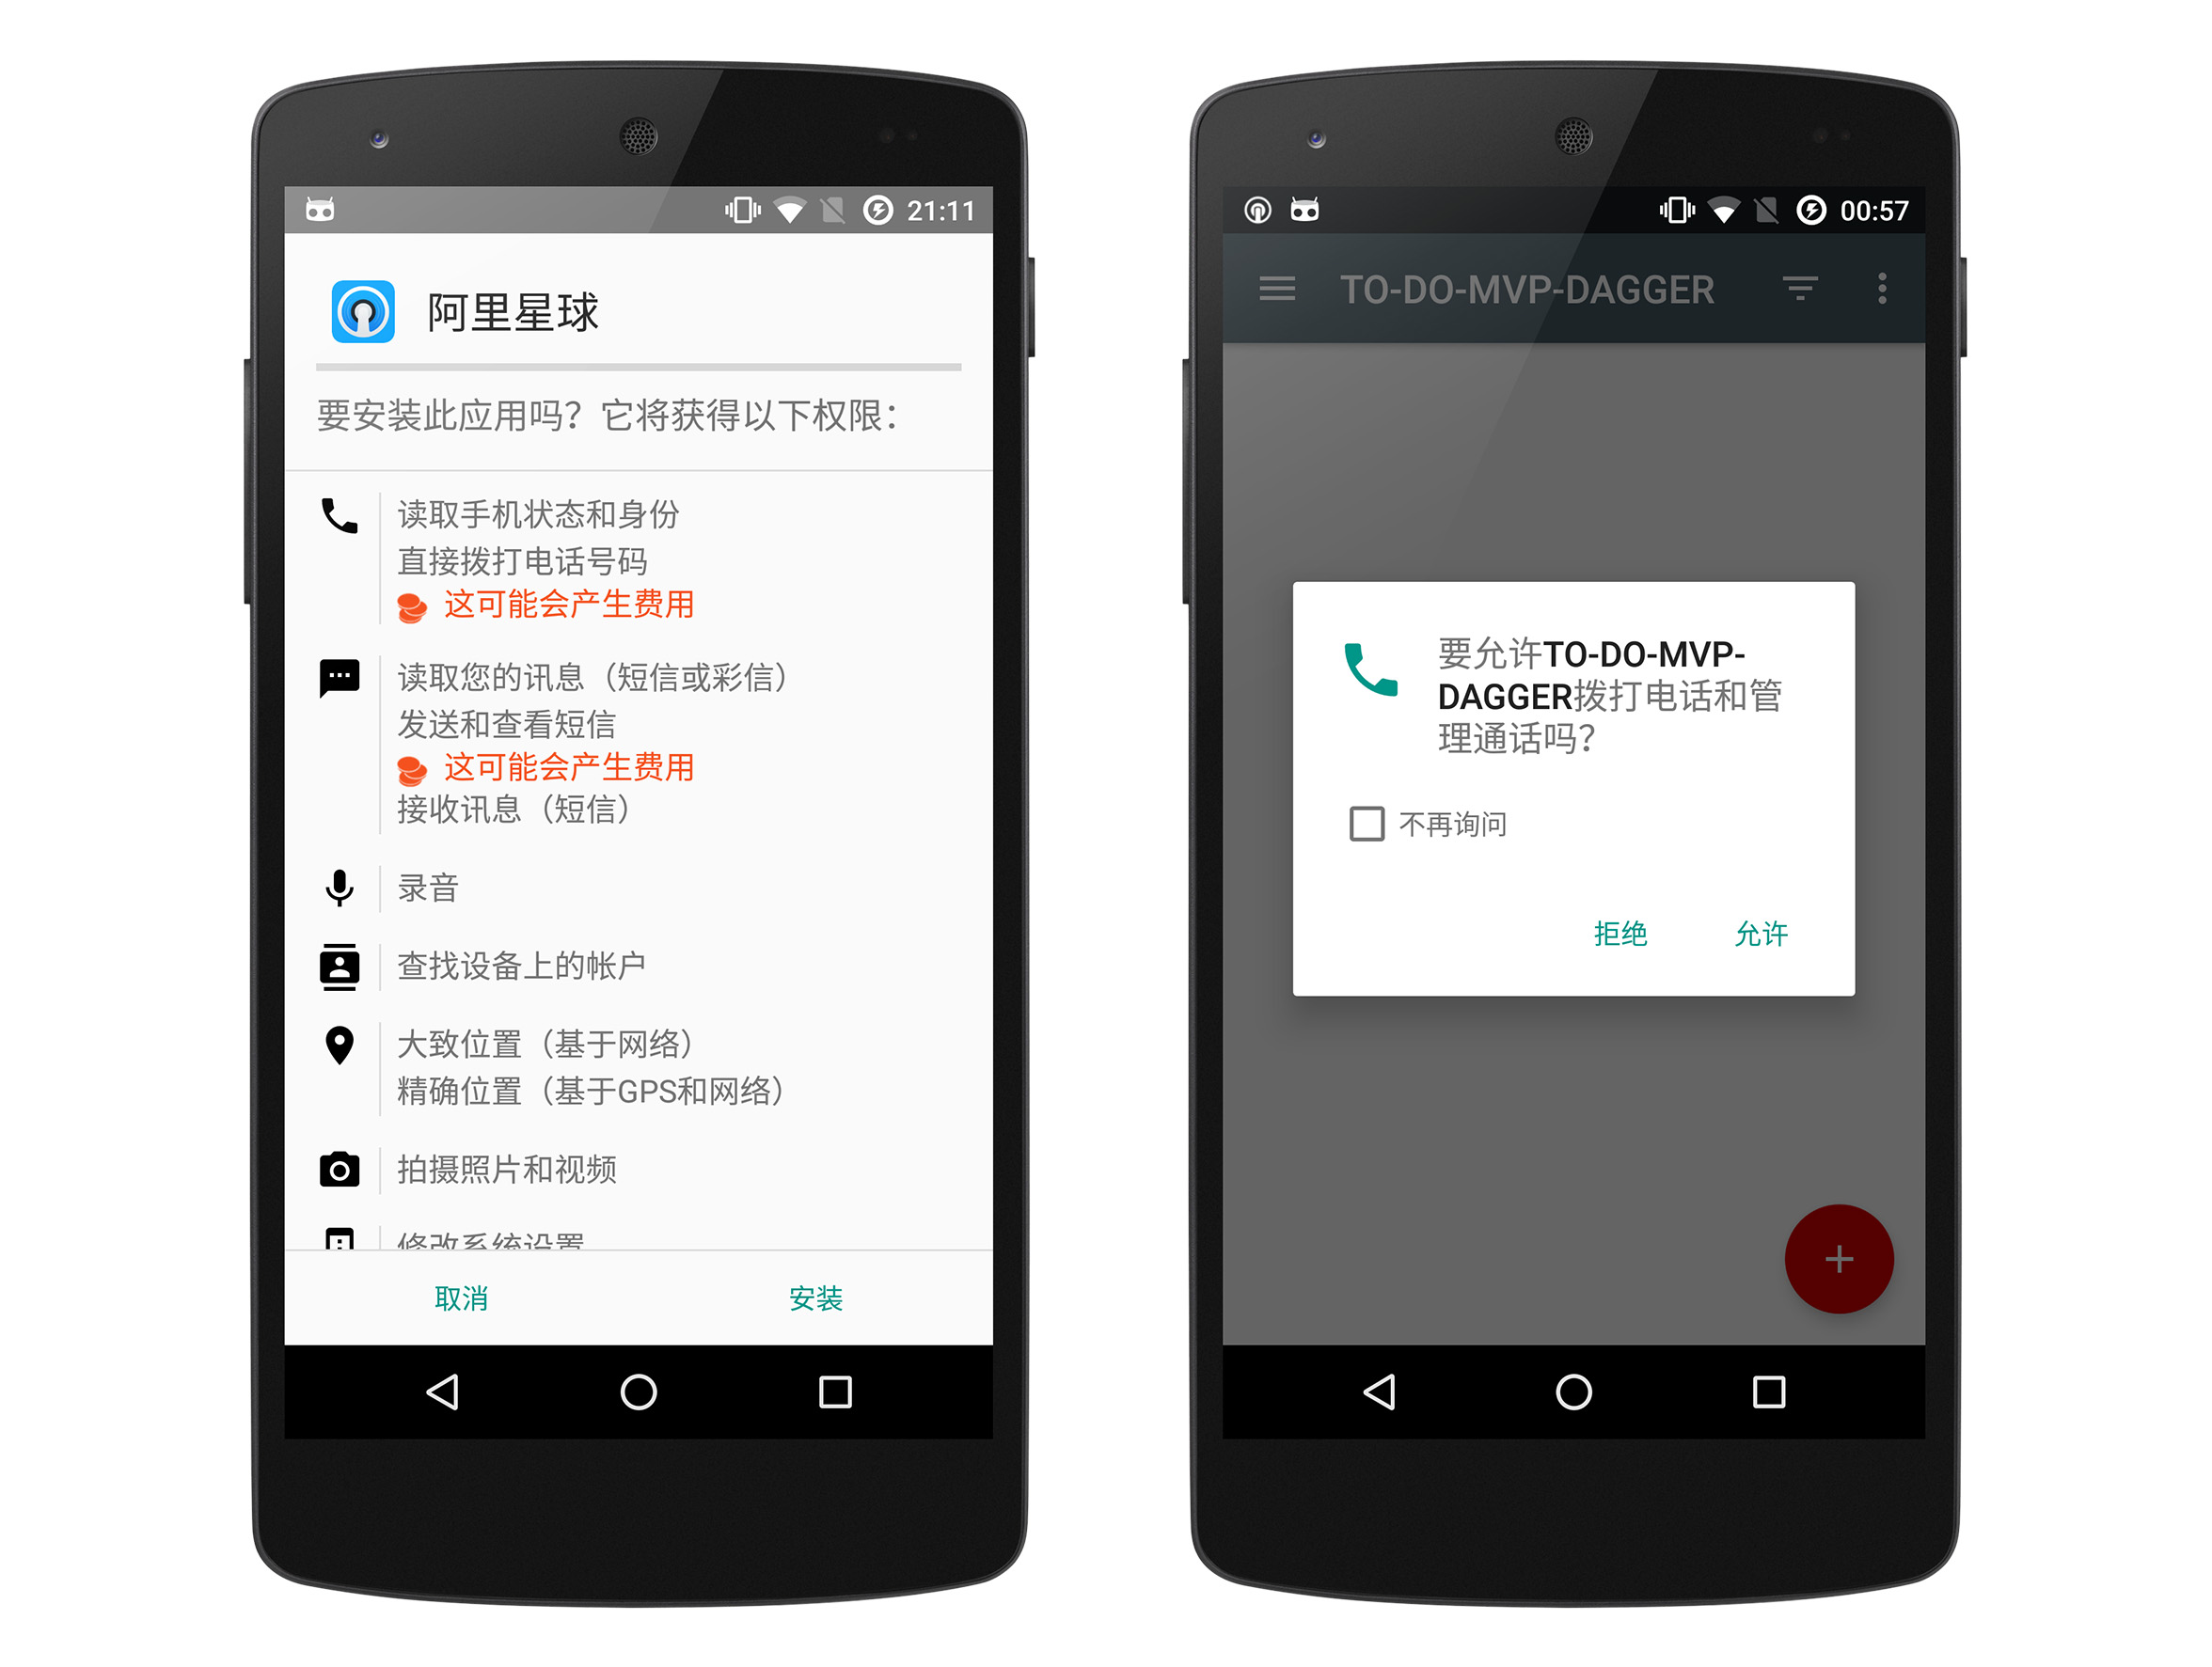 21:11
阿里星球
要安装此应用吗？它将获得以下权限：
读取手机状态和身份
直接拨打电话号码
这可能会产生费用
读取您的讯息（短信或彩信）
发送和查看短信
这可能会产生费用
接收讯息（短信）
录音
查找设备上的帐户
大致位置（基于网络）
精确位置（基于GPS和网络）
拍摄照片和视频
修改系统设置
取消
安装
00:57
TO-DO-MVP-DAGGER
要允许TO-DO-MVP-
DAGGER拨打电话和管
理通话吗？
不再询问
拒绝
允许